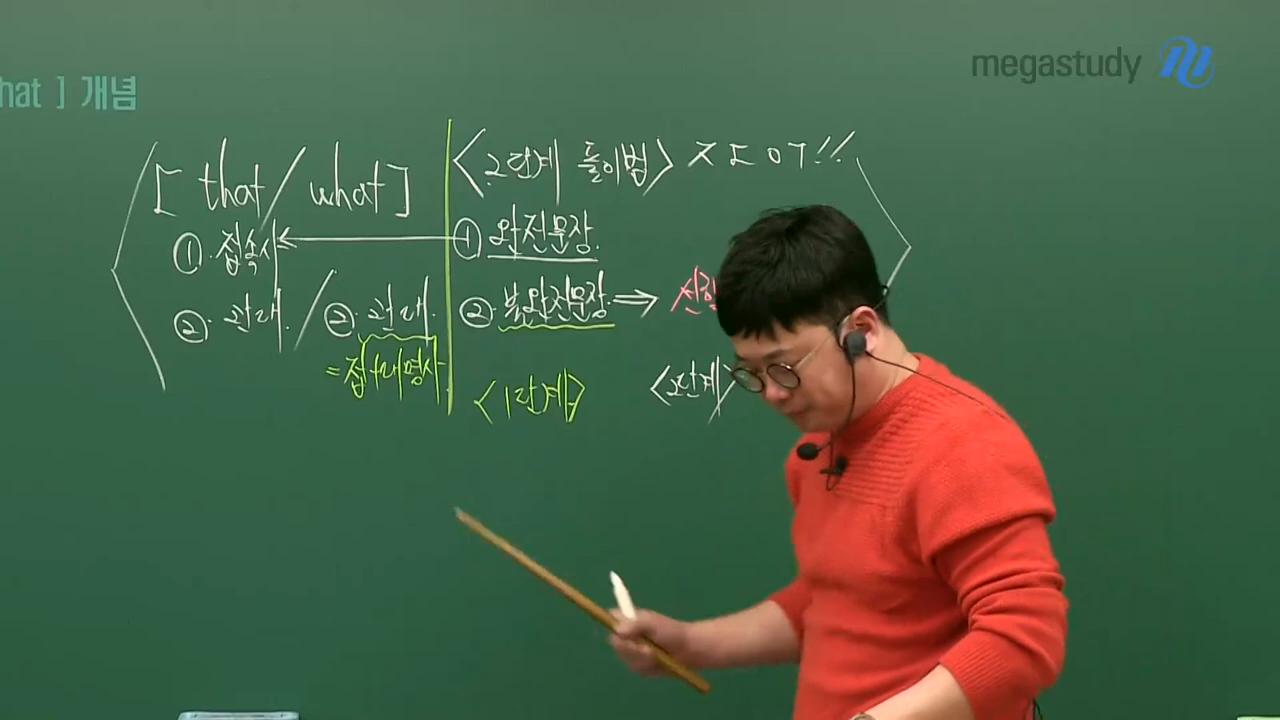 megastudy
hat ] 개념
[ that / what ]
① 접속사
② 관대. / ② 관대.
= 접+대명사
<2단계 풀이법>
① 완전문장.
② 불완전문장. ⇒
<1단계>
<2단계>